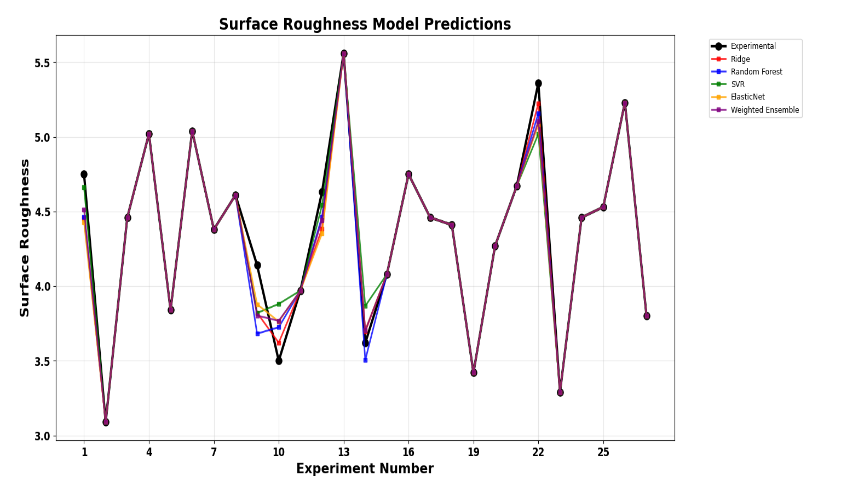 Surface Roughness Model Predictions
Experimental
Ridge
Random Forest
SVR
ElasticNet
Weighted Ensemble
Surface Roughness
5.5
5.0
4.5
4.0
3.5
3.0
1 4 7 10 13 16 19 22 25
Experiment Number